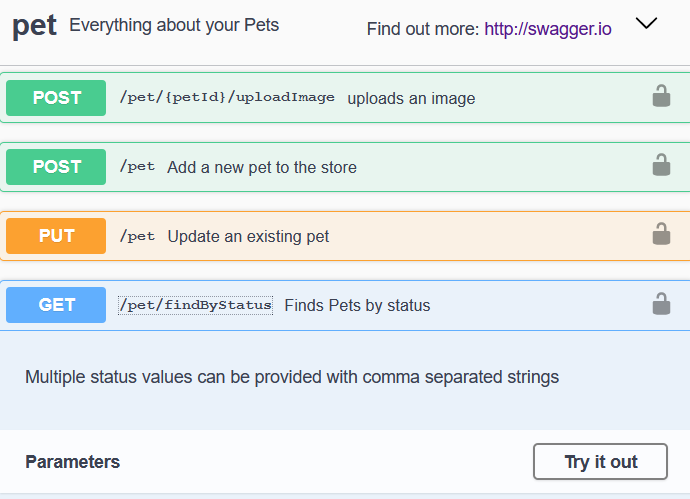 pet Everything about your Pets Find out more: http://swagger.io
POST /pet/{petId}/uploadImage uploads an image
POST /pet Add a new pet to the store
PUT /pet Update an existing pet
GET /pet/findByStatus Finds Pets by status
Multiple status values can be provided with comma separated strings
Parameters Try it out